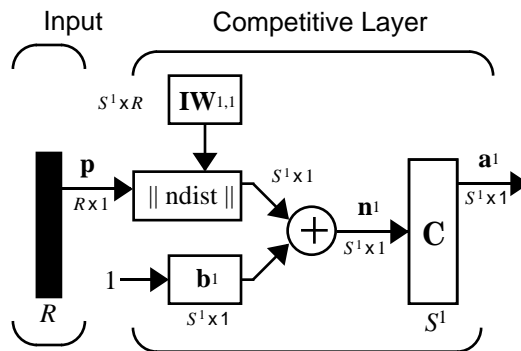 Input
Competitive Layer
S¹ x R
IW1,1
p
R x 1
|| ndist ||
S¹ x 1
n1
S¹ x 1
C
a1
S¹ x 1
1
b1
S¹ x 1
R
S¹